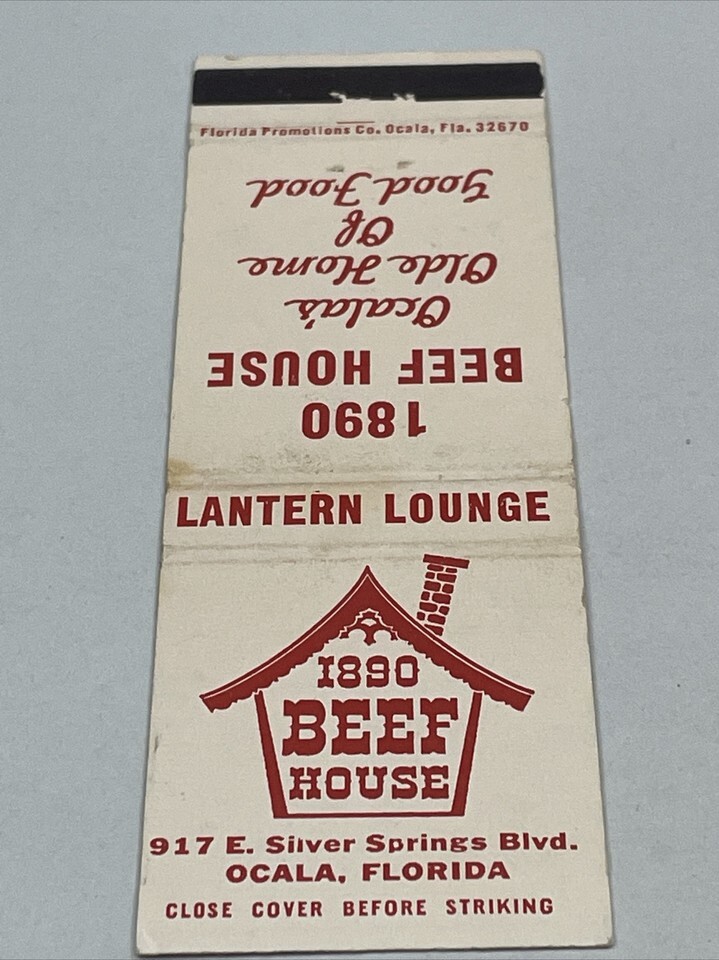 Florida Promotions Co. Ocala, Fla. 32670
1890
BEEF HOUSE
Ocala's
Olde Home
Of
Good Food
LANTERN LOUNGE
1890
BEEF
HOUSE
917 E. Silver Springs Blvd.
OCALA, FLORIDA
CLOSE COVER BEFORE STRIKING